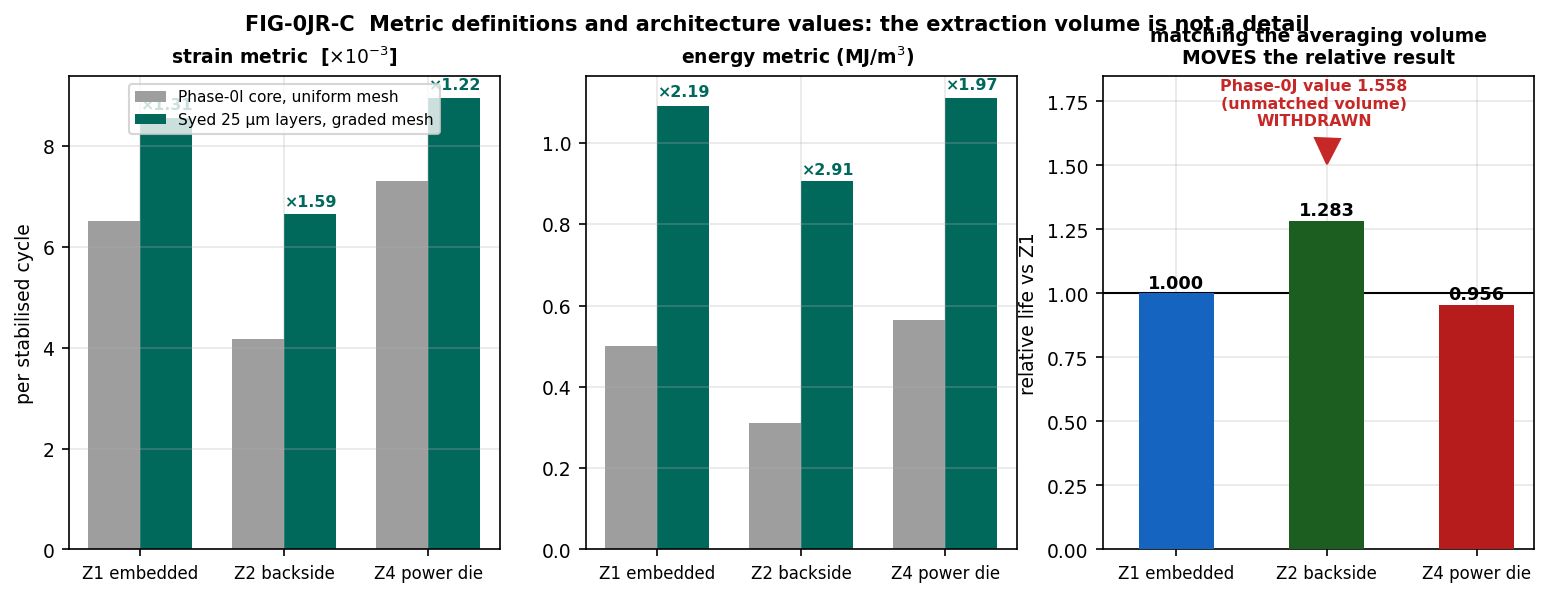 FIG-0JR-C  Metric definitions and architecture values: the extraction volume is not a detail
strain metric  [×10⁻³]
per stabilised cycle
8
6
4
2
0
Phase-0I core, uniform mesh
Syed 25 µm layers, graded mesh
×1.31
×1.59
×1.22
Z1 embedded
Z2 backside
Z4 power die
energy metric (MJ/m³)
1.0
0.8
0.6
0.4
0.2
0.0
×2.19
×2.91
×1.97
Z1 embedded
Z2 backside
Z4 power die
matching the averaging volume
MOVES the relative result
relative life vs Z1
1.75
1.50
1.25
1.00
0.75
0.50
0.25
0.00
Phase-0J value 1.558
(unmatched volume)
WITHDRAWN
1.000
1.283
0.956
Z1 embedded
Z2 backside
Z4 power die